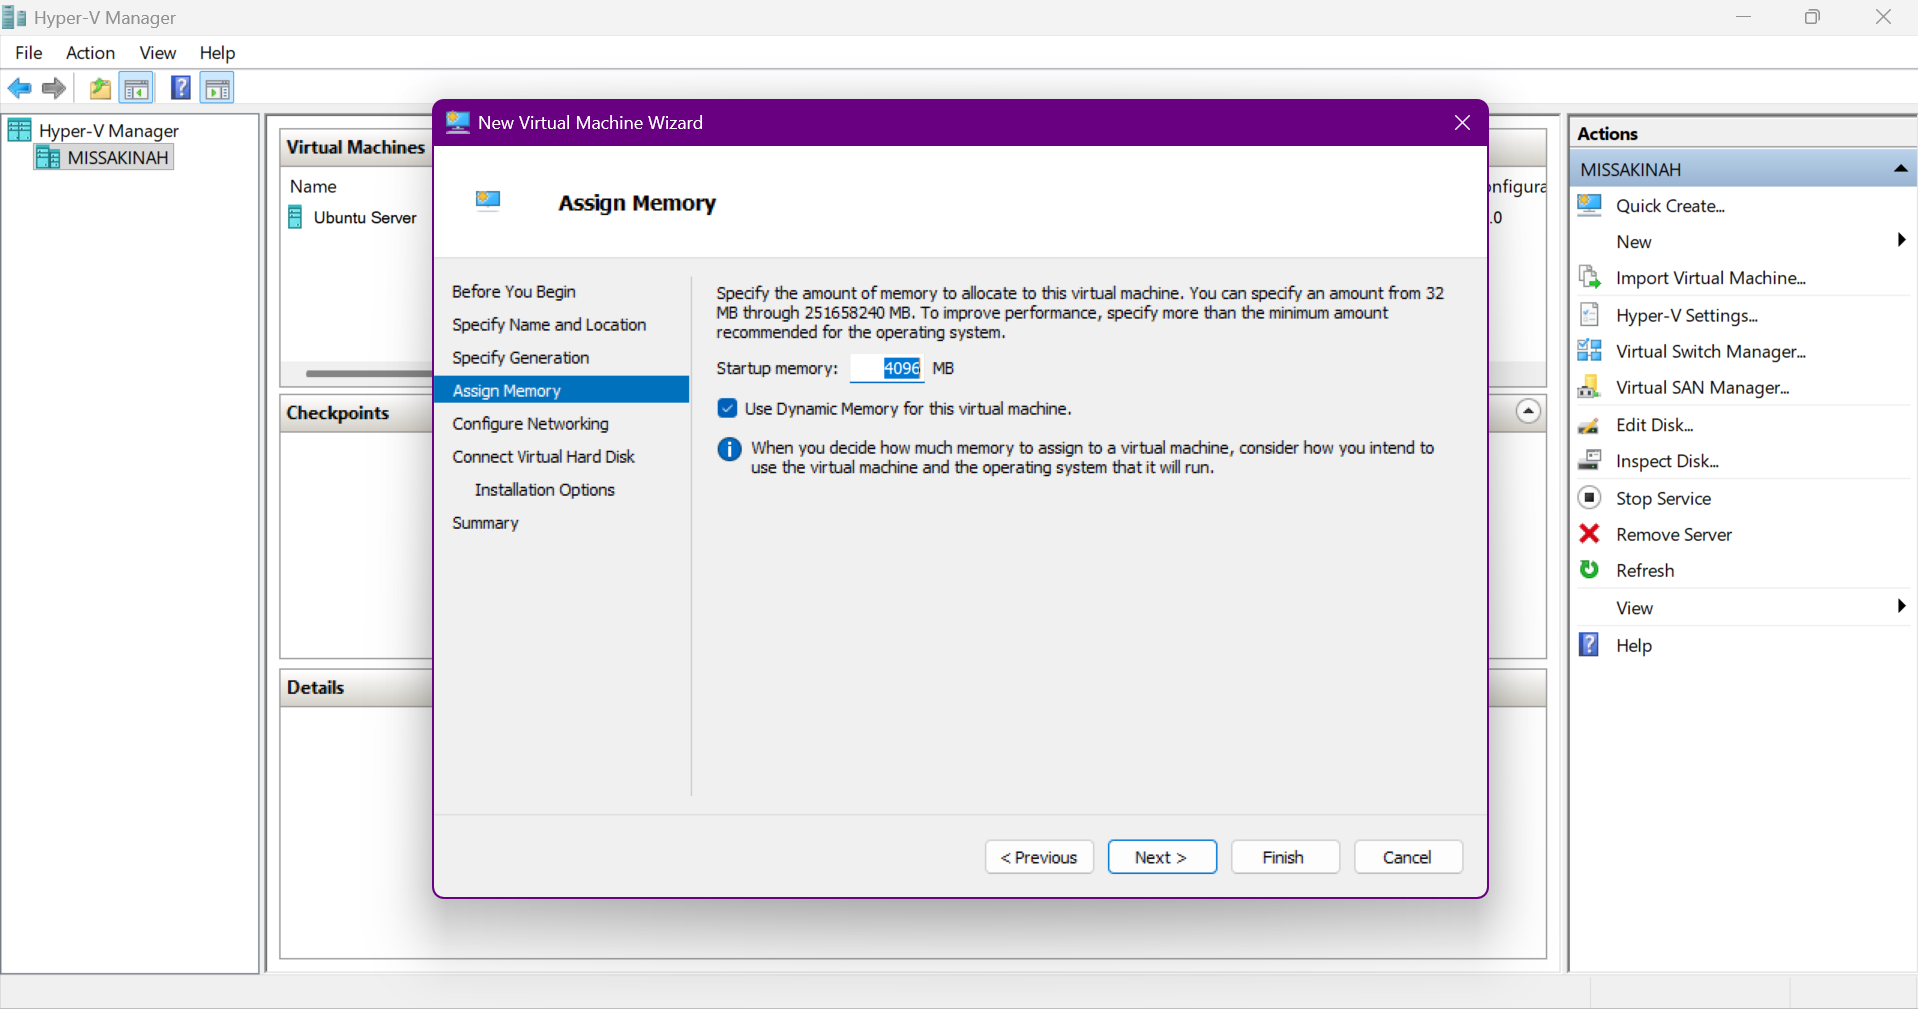 Hyper-V Manager
File Action View Help
Hyper-V Manager
MISSAKINAH
Virtual Machines
Name
Ubuntu Server
Checkpoints
Details
New Virtual Machine Wizard
Assign Memory
Before You Begin
Specify Name and Location
Specify Generation
Assign Memory
Configure Networking
Connect Virtual Hard Disk
Installation Options
Summary
Specify the amount of memory to allocate to this virtual machine. You can specify an amount from 32
MB through 251658240 MB. To improve performance, specify more than the minimum amount
recommended for the operating system.
Startup memory: 4096 MB
Use Dynamic Memory for this virtual machine.
When you decide how much memory to assign to a virtual machine, consider how you intend to
use the virtual machine and the operating system that it will run.
< Previous Next > Finish Cancel
onfigura
.0
Actions
MISSAKINAH
Quick Create...
New
Import Virtual Machine...
Hyper-V Settings...
Virtual Switch Manager...
Virtual SAN Manager...
Edit Disk...
Inspect Disk...
Stop Service
Remove Server
Refresh
View
Help